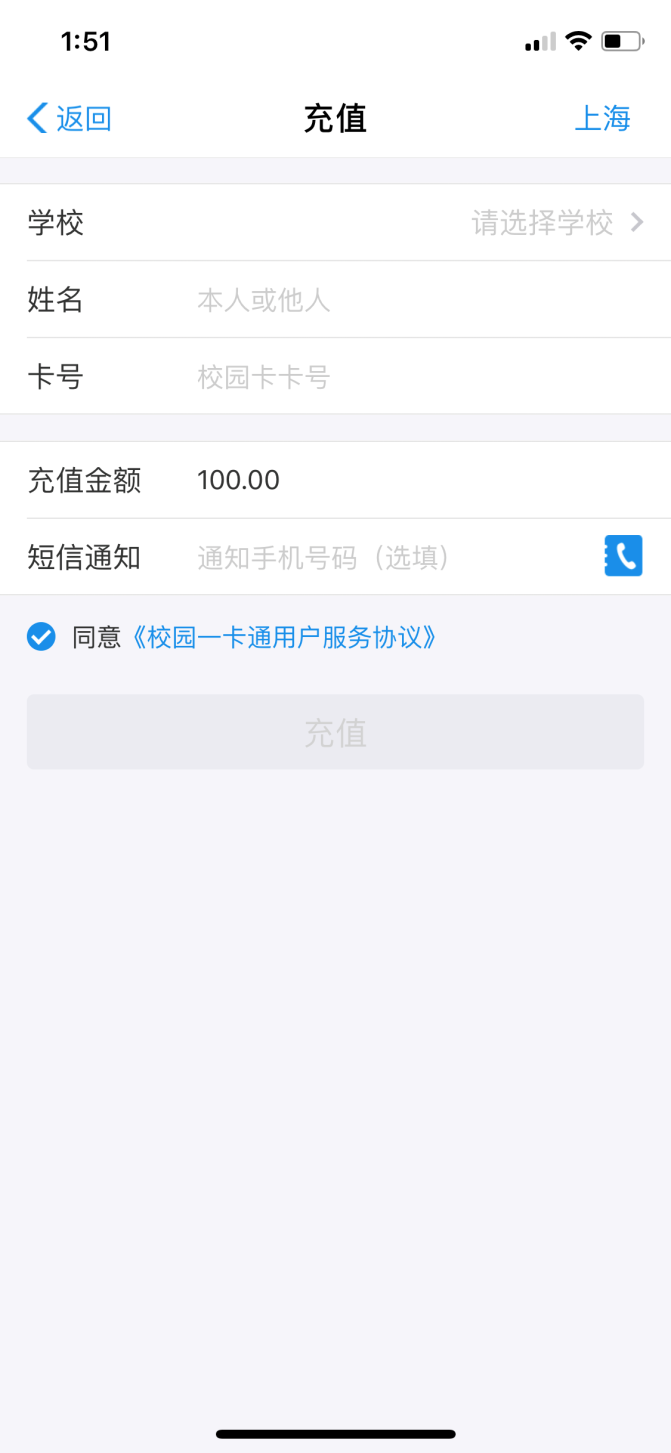 1:51
返回 充值 上海
学校 请选择学校
姓名 本人或他人
卡号 校园卡卡号
充值金额 100.00
短信通知 通知手机号码（选填）
同意《校园一卡通用户服务协议》
充值